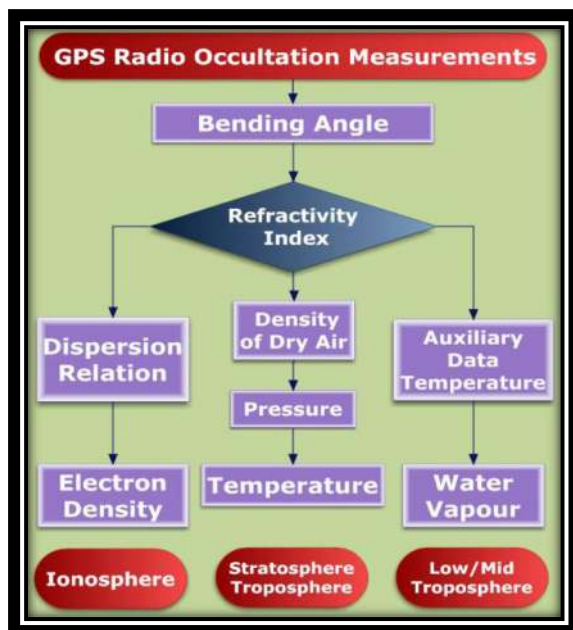 GPS Radio Occultation Measurements
Bending Angle
Refractivity
Index
Dispersion
Relation
Density
of Dry Air
Auxiliary
Data
Temperature
Pressure
Electron
Density
Temperature
Water
Vapour
Ionosphere
Stratosphere
Troposphere
Low/Mid
Troposphere